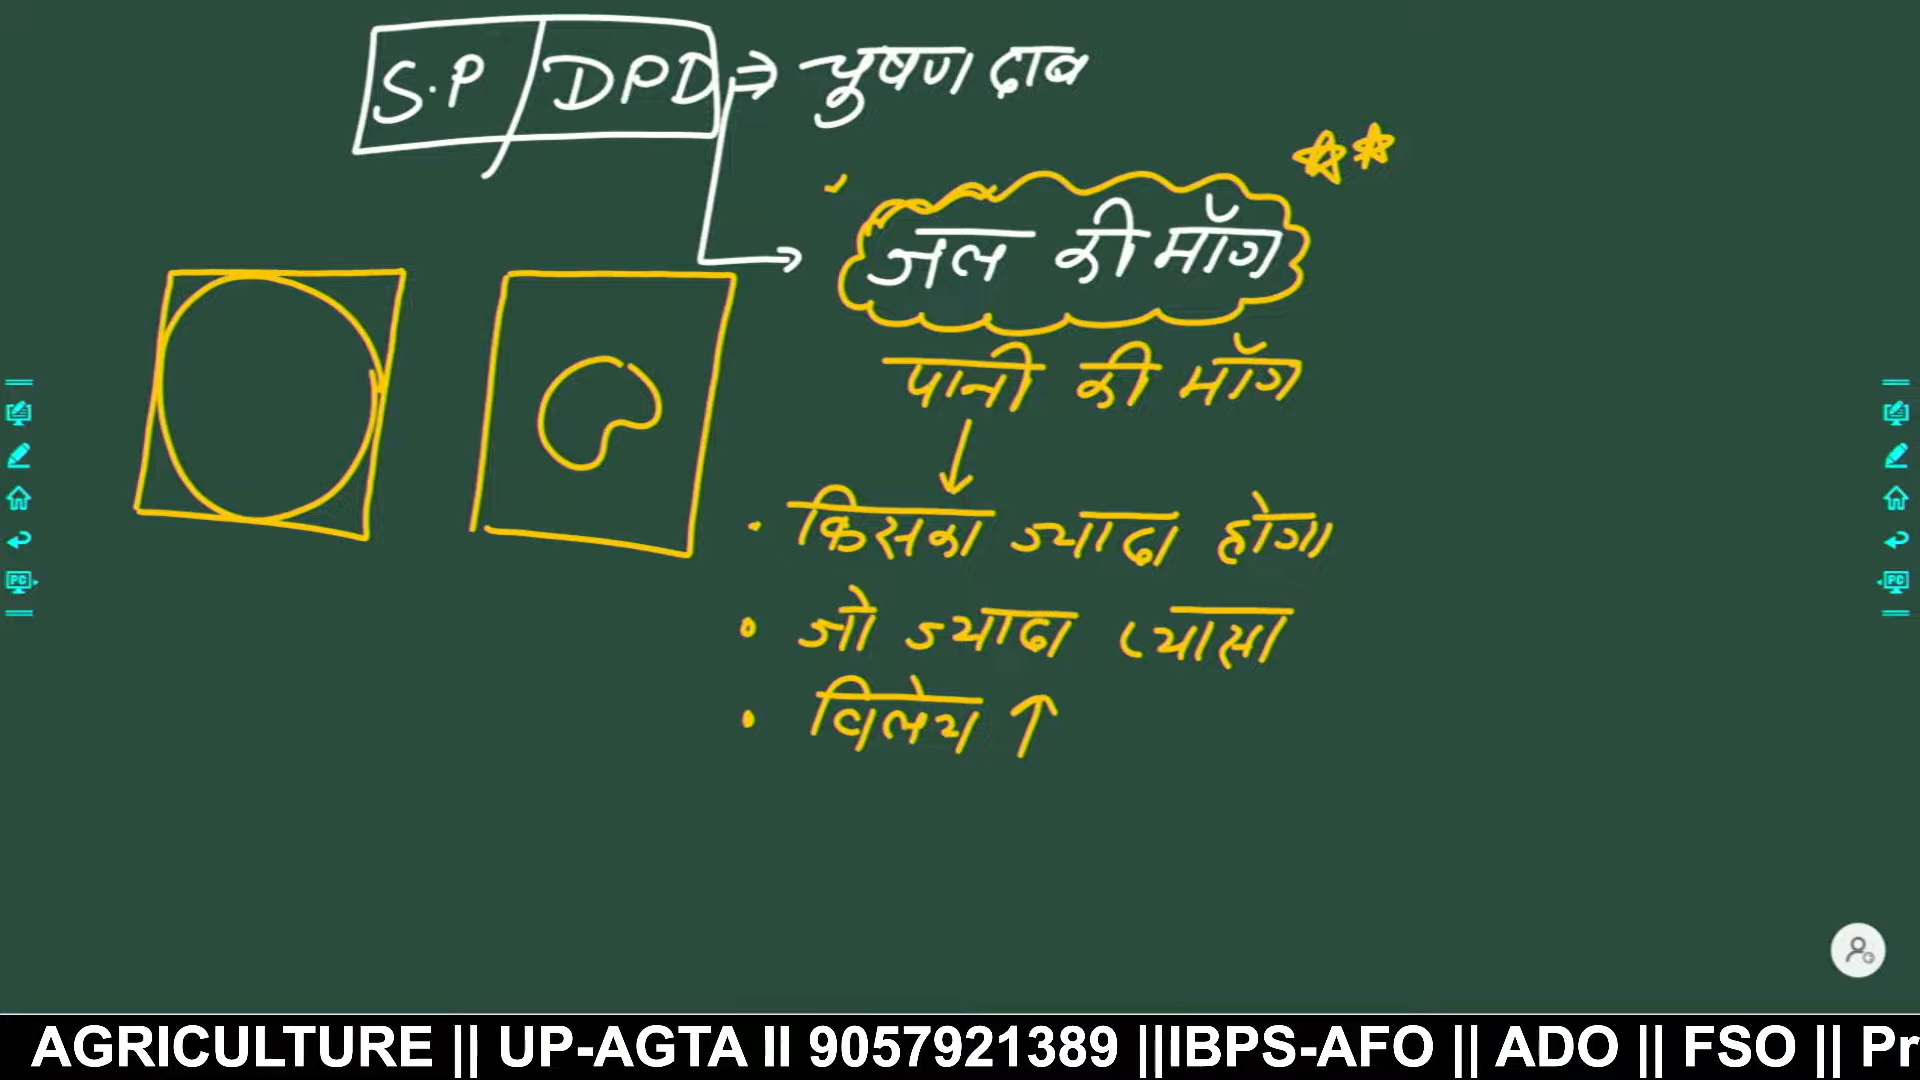 S.P / DPD ⇒ चुषण दाब
जल की माँग
पानी की माँग
↓
• किसका ज्यादा होगा
• जो ज्यादा प्यासा
• विलेय ↑
AGRICULTURE || UP-AGTA II 9057921389 ||IBPS-AFO || ADO || FSO || Pr